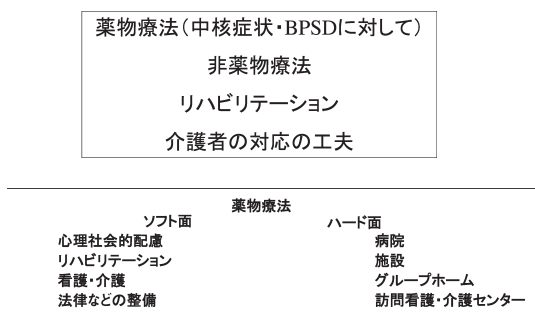 薬物療法(中核症状・BPSDに対して)
非薬物療法
リハビリテーション
介護者の対応の工夫
薬物療法
ソフト面 ハード面
心理社会的配慮 病院
リハビリテーション 施設
看護・介護 グループホーム
法律などの整備 訪問看護・介護センター